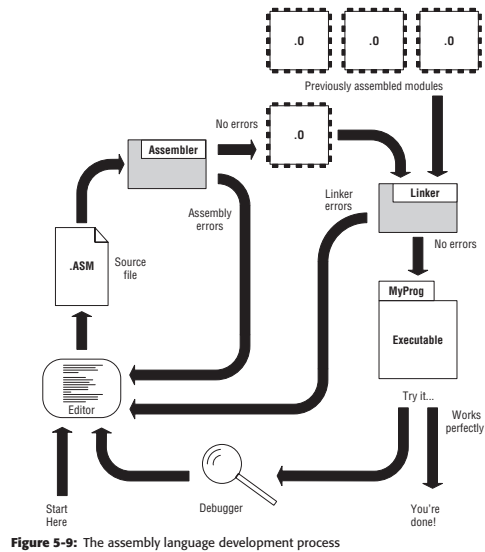 .O
.O
.O
Previously assembled modules
No errors
.O
Assembler
Linker
errors
Linker
Assembly
errors
No errors
.ASM
Source
file
MyProg
Executable
Editor
Try it...
Works
perfectly
Start
Here
Debugger
You're
done!
Figure 5-9: The assembly language development process